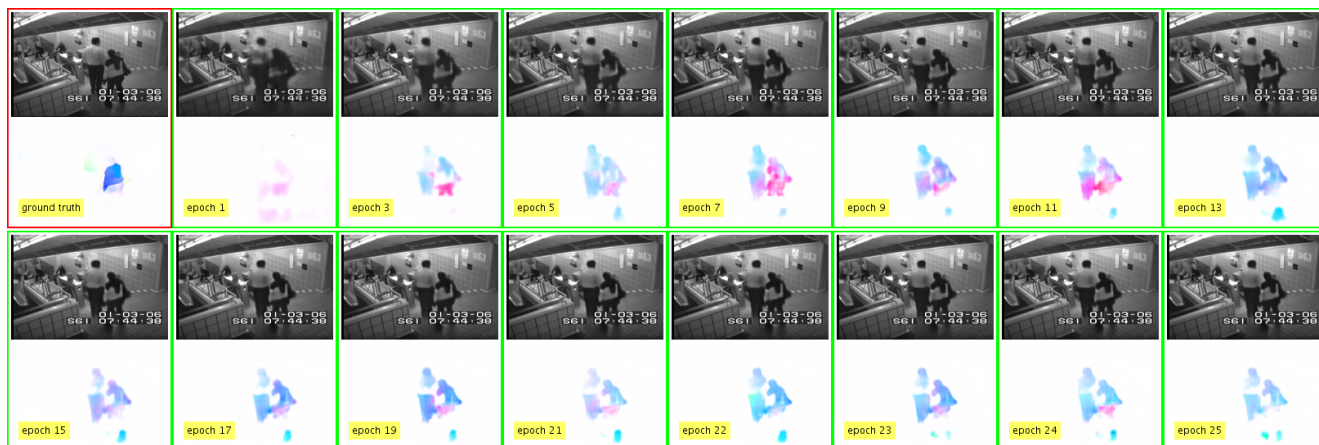 01-03-06
S61 07:44:38
01-03-06
S61 07:44:38
01-03-06
S61 07:44:38
01-03-06
S61 07:44:38
01-03-06
S61 07:44:38
01-03-06
S61 07:44:38
01-03-06
S61 07:44:38
01-03-06
S61 07:44:38
ground truth
epoch 1
epoch 3
epoch 5
epoch 7
epoch 9
epoch 11
epoch 13
01-03-06
S61 07:44:38
01-03-06
S61 07:44:38
01-03-06
S61 07:44:38
01-03-06
S61 07:44:38
01-03-06
S61 07:44:38
01-03-06
S61 07:44:38
01-03-06
S61 07:44:38
01-03-06
S61 07:44:38
epoch 15
epoch 17
epoch 19
epoch 21
epoch 22
epoch 23
epoch 24
epoch 25